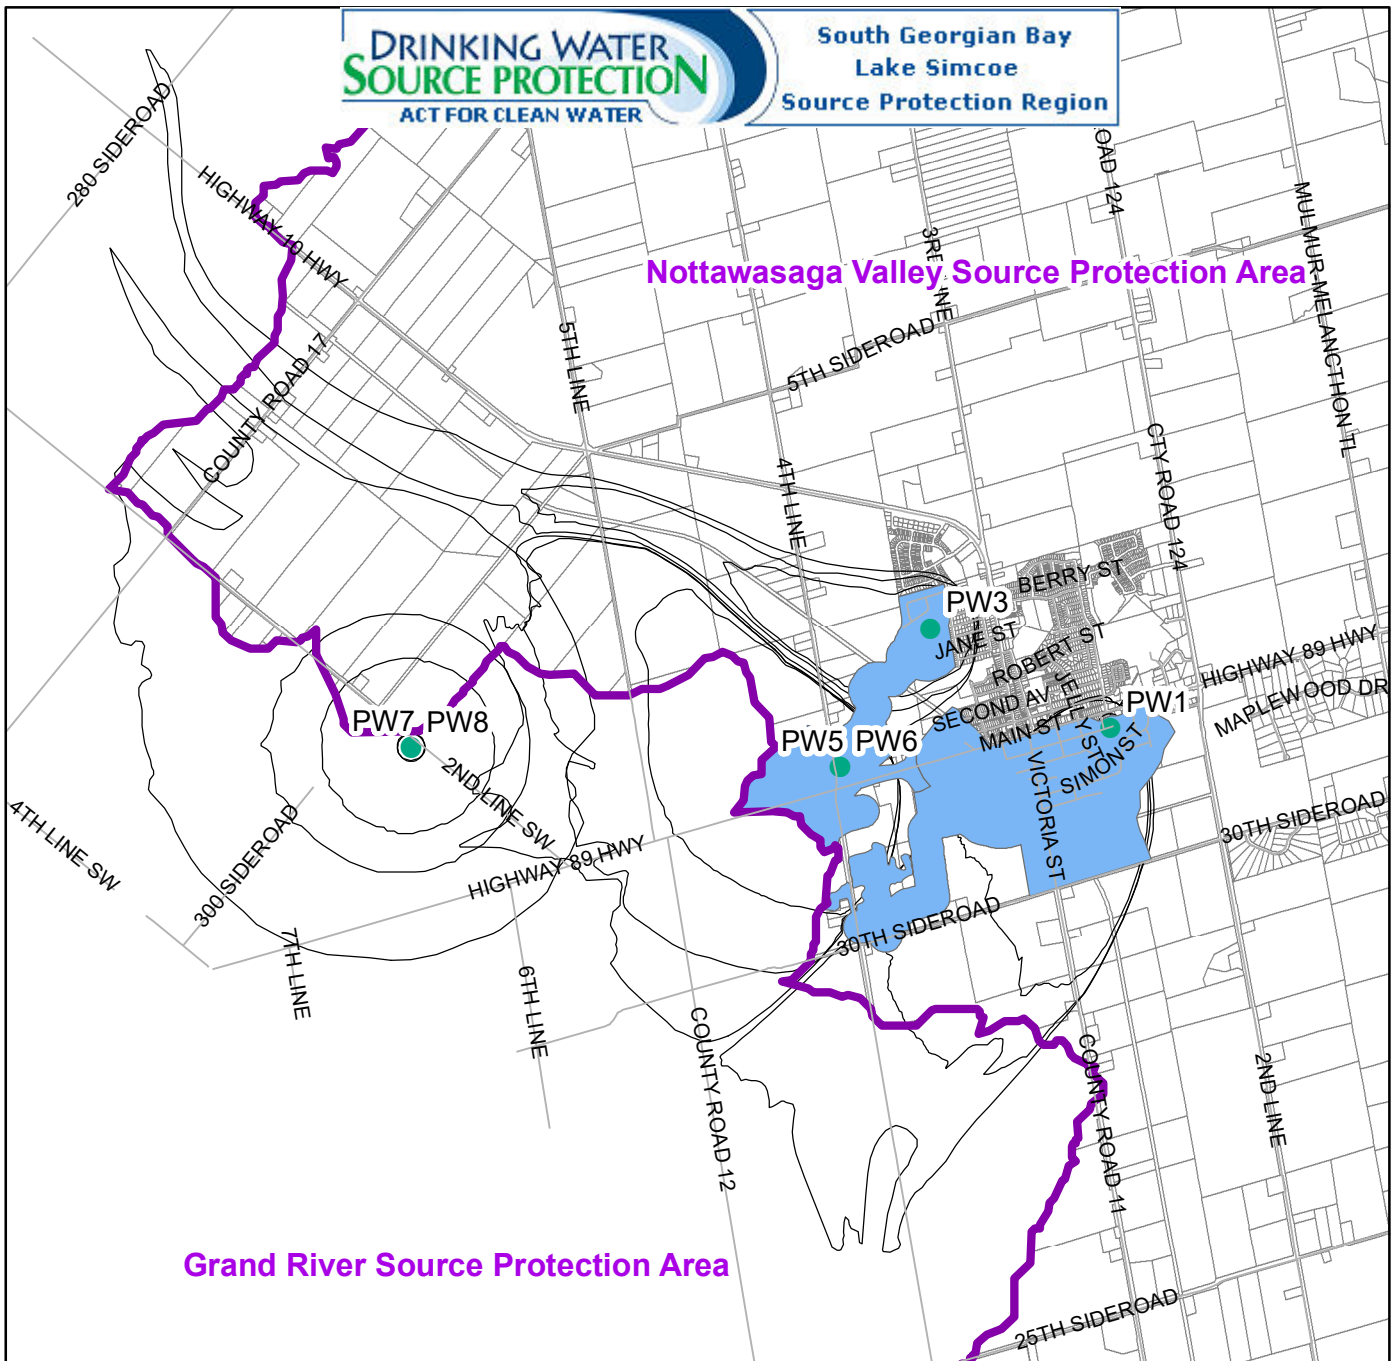 DRINKING WATER
SOURCE PROTECTION
ACT FOR CLEAN WATER
South Georgian Bay
Lake Simcoe
Source Protection Region
280 SIDEROAD
HIGHWAY 10 HWY
OAD 124
MULMUR-MELANCTHON TL
Nottawasaga Valley Source Protection Area
5TH LINE
5TH SIDEROAD
COUNTY ROAD 17
4TH LINE
CTY ROAD 124
BERRY ST
PW3
JANE ST
ROBERT ST
HIGHWAY 89 HWY
MAPLEWOOD DR
SECOND AV
JELLY ST
PW1
MAIN ST
SIMON ST
VICTORIA ST
PW7 PW8
PW5 PW6
2ND LINE SW
4TH LINE SW
300 SIDEROAD
HIGHWAY 89 HWY
30TH SIDEROAD
30TH SIDEROAD
7TH LINE
6TH LINE
COUNTY ROAD 12
COUNTY ROAD 11
2ND LINE
Grand River Source Protection Area
25TH SIDEROAD